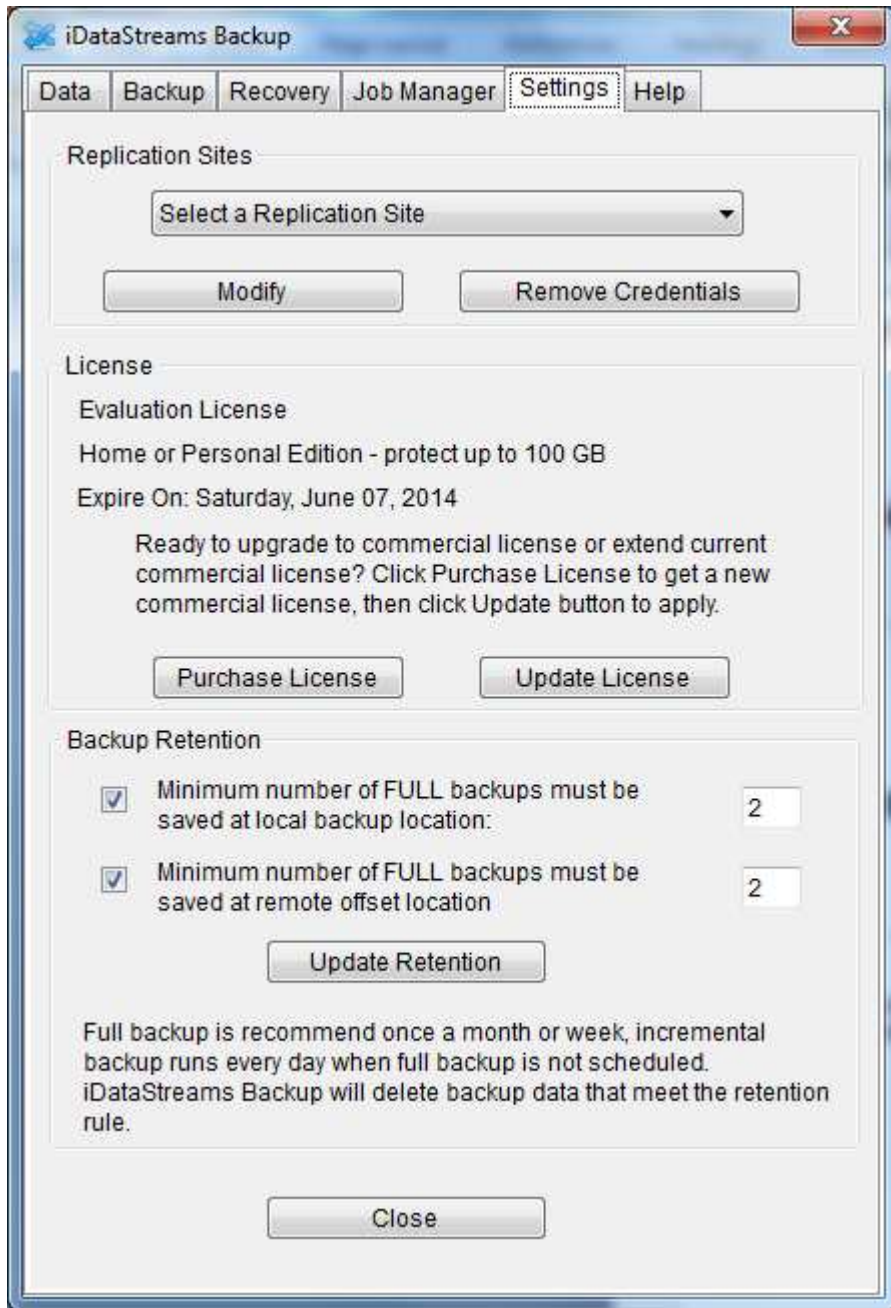 iDataStreams Backup
Data Backup Recovery Job Manager Settings Help
Replication Sites
Select a Replication Site
Modify Remove Credentials
License
Evaluation License
Home or Personal Edition - protect up to 100 GB
Expire On: Saturday, June 07, 2014
Ready to upgrade to commercial license or extend current
commercial license? Click Purchase License to get a new
commercial license, then click Update button to apply.
Purchase License Update License
Backup Retention
Minimum number of FULL backups must be
saved at local backup location:
2
Minimum number of FULL backups must be
saved at remote offset location
2
Update Retention
Full backup is recommend once a month or week, incremental
backup runs every day when full backup is not scheduled.
iDataStreams Backup will delete backup data that meet the retention
rule.
Close